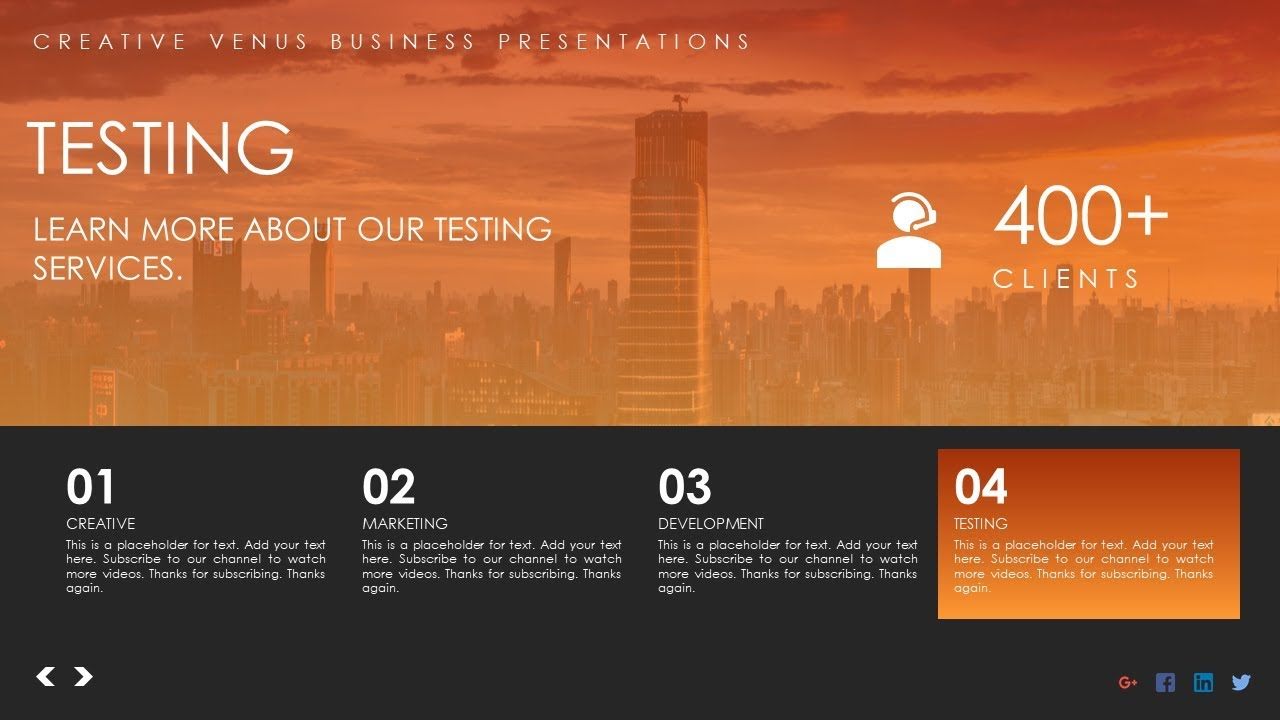 CREATIVE VENUS BUSINESS PRESENTATIONS
TESTING
LEARN MORE ABOUT OUR TESTING
SERVICES.
400+
CLIENTS
01
CREATIVE
This is a placeholder for text. Add your text
here. Subscribe to our channel to watch
more videos. Thanks for subscribing. Thanks
again.
02
MARKETING
This is a placeholder for text. Add your text
here. Subscribe to our channel to watch
more videos. Thanks for subscribing. Thanks
again.
03
DEVELOPMENT
This is a placeholder for text. Add your text
here. Subscribe to our channel to watch
more videos. Thanks for subscribing. Thanks
again.
04
TESTING
This is a placeholder for text. Add your text
here. Subscribe to our channel to watch
more videos. Thanks for subscribing. Thanks
again.
G+
f
in